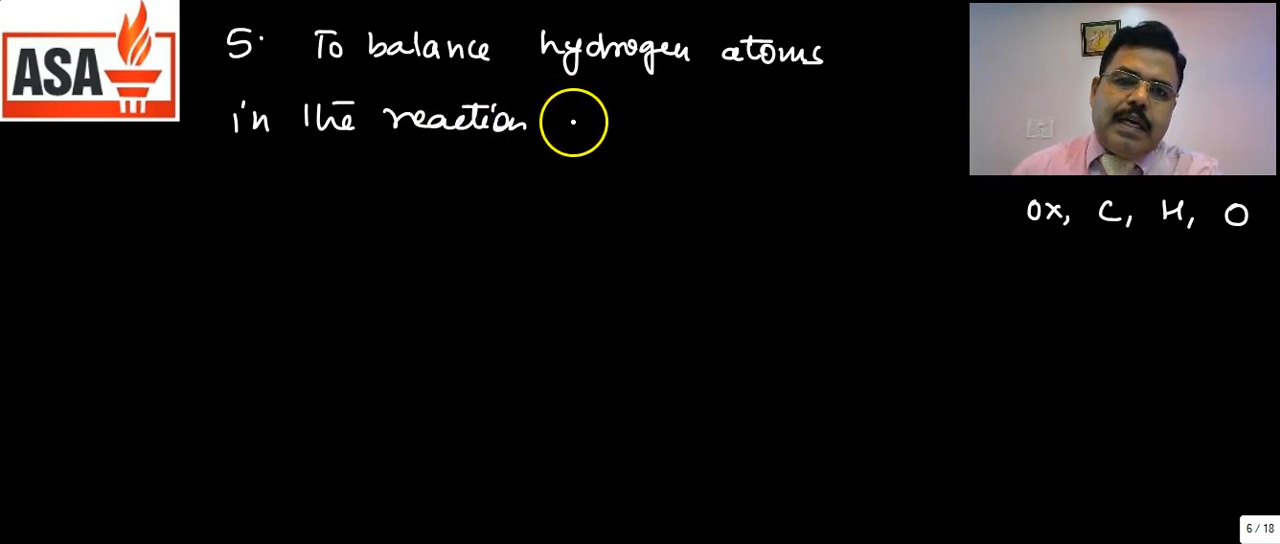 ASA
5. To balance hydrogen atoms
in the reaction
Ox, C, H, O
6 / 18